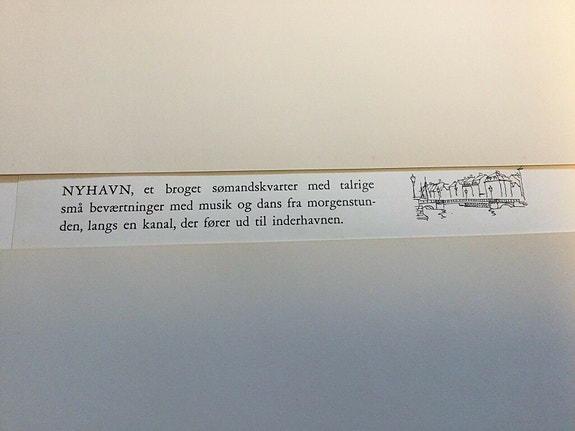 NYHAVN, et broget sømandskvarter med talrige
små beværtninger med musik og dans fra morgenstun-
den, langs en kanal, der fører ud til inderhavnen.